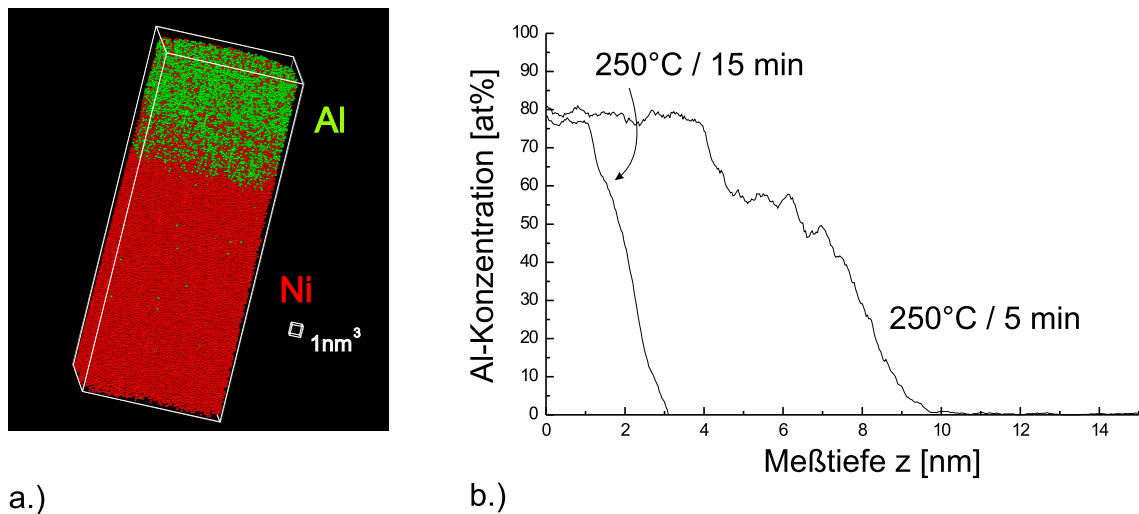 Al
Ni
1nm³
a.)
100
90
80
70
60
50
40
30
20
10
0
0 2 4 6 8 10 12 14
Al-Konzentration [at%]
Meßtiefe z [nm]
250°C / 15 min
250°C / 5 min
b.)